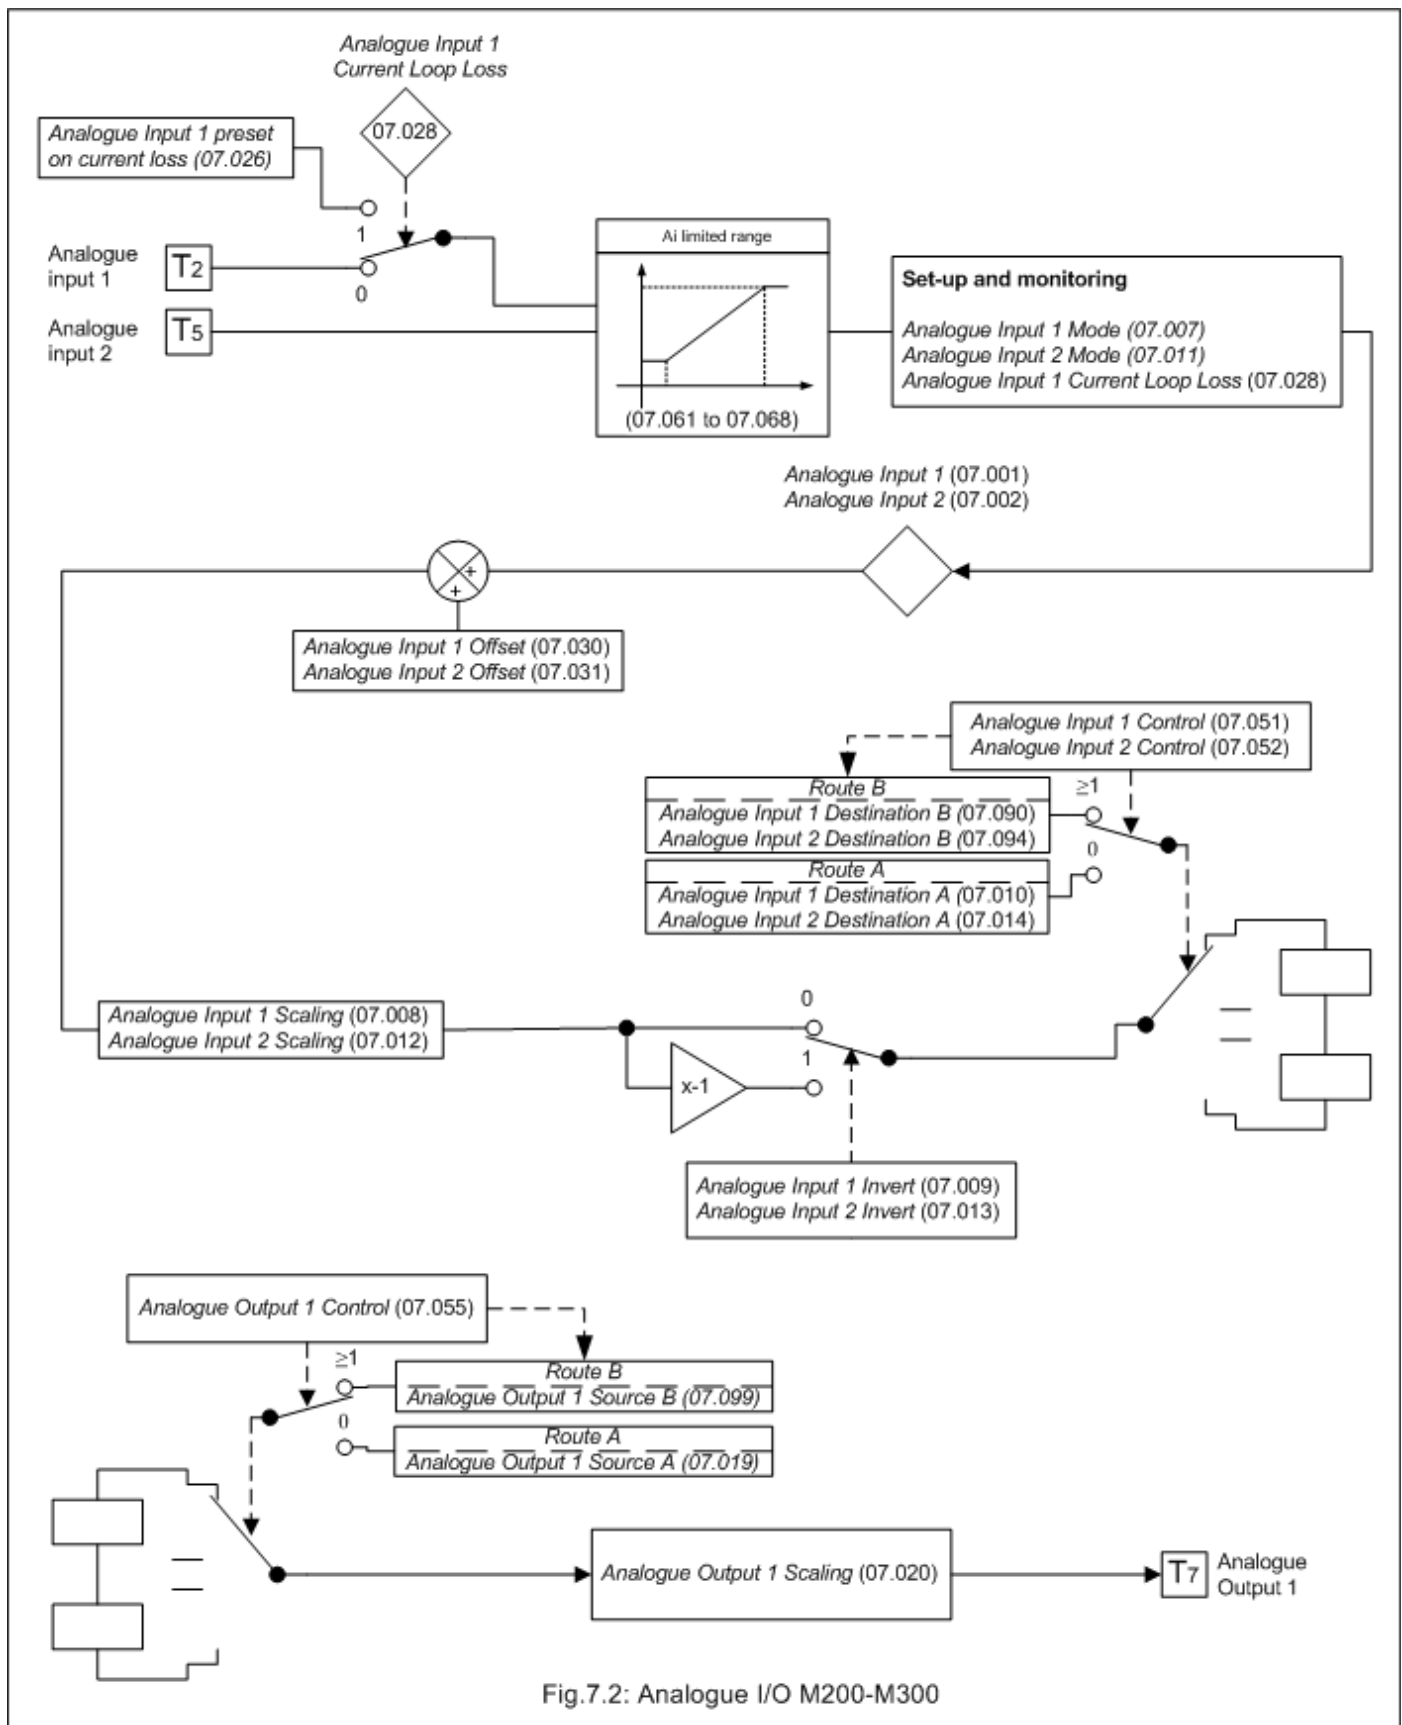 Analogue Input 1
Current Loop Loss
07.028
Analogue Input 1 preset
on current loss (07.026)
1
Analogue
input 1
T2
0
Analogue
input 2
T5
Ai limited range
(07.061 to 07.068)
Set-up and monitoring
Analogue Input 1 Mode (07.007)
Analogue Input 2 Mode (07.011)
Analogue Input 1 Current Loop Loss (07.028)
Analogue Input 1 (07.001)
Analogue Input 2 (07.002)
+
+
Analogue Input 1 Offset (07.030)
Analogue Input 2 Offset (07.031)
Analogue Input 1 Control (07.051)
Analogue Input 2 Control (07.052)
≥1
Route B
Analogue Input 1 Destination B (07.090)
Analogue Input 2 Destination B (07.094)
0
Route A
Analogue Input 1 Destination A (07.010)
Analogue Input 2 Destination A (07.014)
Analogue Input 1 Scaling (07.008)
Analogue Input 2 Scaling (07.012)
0
1
x-1
Analogue Input 1 Invert (07.009)
Analogue Input 2 Invert (07.013)
Analogue Output 1 Control (07.055)
≥1
Route B
Analogue Output 1 Source B (07.099)
0
Route A
Analogue Output 1 Source A (07.019)
Analogue Output 1 Scaling (07.020)
T7
Analogue
Output 1
Fig.7.2: Analogue I/O M200-M300